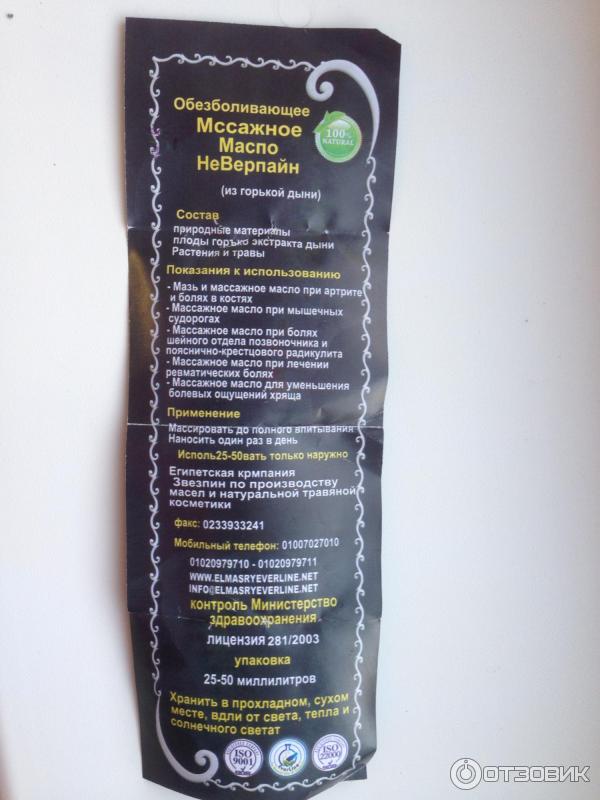 Обезболивающее
Мссажное
Маспо
НеВерпайн
100%
NATURAL
(из горькой дыни)
Состав
природные материалы
плоды горько экстракта дыни
Растения и травы
Показания к использованию
- Мазь и массажное масло при артрите
и болях в костях
- Массажное масло при мышечных
судорогах
- Массажное масло при болях
шейного отдела позвоночника и
пояснично-крестцового радикулита
- Массажное масло при лечении
ревматических болях
- Массажное масло для уменьшения
болевых ощущений хряща
Применение
Массировать до полного впитывания
Наносить один раз в день
Исполь25-50вать только наружно
Египетская крмпания
Звезпин по производству
масел и натуральной травяной
косметики
факс: 0233933241
Мобильный телефон: 01007027010
01020979710 - 01020979711
WWW.ELMASRYEVERLINE.NET
INFO@ELMASRYEVERLINE.NET
контроль Министерство
здравоохранения
лицензия 281/2003
упаковка
25-50 миллилитров
Хранить в прохладном, сухом
месте, вдли от света, тепла и
солнечного светат
ISO
9001
EverLine
ISO
22000
ОТЗОВИК